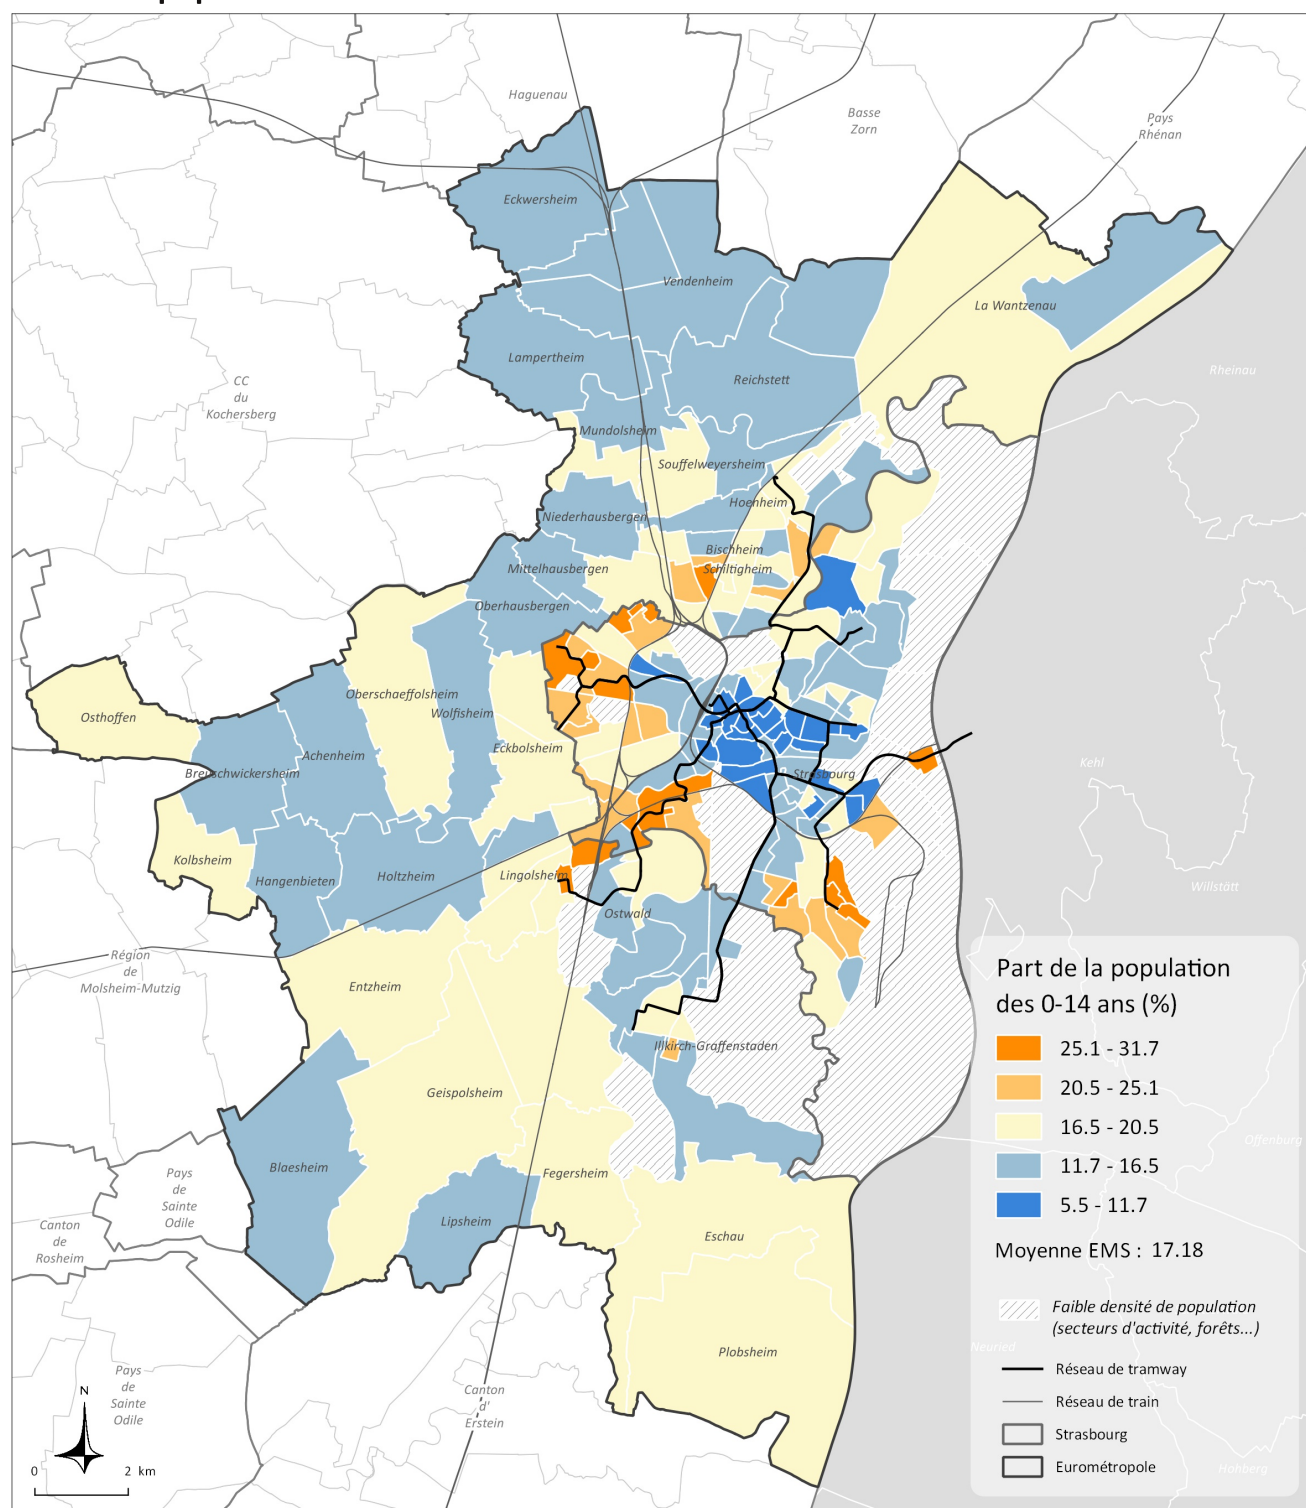 Haguenau
Basse
Zorn
Pays
Rhénan
Eckwersheim
Vendenheim
La Wantzenau
Lampertheim
Reichstett
Rheinau
CC
du
Kochersberg
Mundolsheim
Souffelweyersheim
Hoenheim
Niederhausbergen
Bischheim
Mittelhausbergen
Schiltigheim
Oberhausbergen
Oberschaeffolsheim
Wolfisheim
Osthoffen
Eckbolsheim
Achenheim
Breuschwickersheim
Strasbourg
Kehl
Kolbsheim
Hangenbieten
Holtzheim
Lingolsheim
Willstätt
Ostwald
Région
de
Molsheim-Mutzig
Entzheim
Illkirch-Graffenstaden
Geispolsheim
Blaesheim
Fegersheim
Pays
de
Sainte
Odile
Lipsheim
Canton
de
Rosheim
Eschau
Plobsheim
Pays
de
Sainte
Odile
Canton
d'
Erstein
N
0 2 km
Part de la population
des 0-14 ans (%)
25.1 - 31.7
20.5 - 25.1
16.5 - 20.5
11.7 - 16.5
5.5 - 11.7
Offenburg
Moyenne EMS : 17.18
Faible densité de population
(secteurs d'activité, forêts...)
Neuried
Réseau de tramway
Réseau de train
Strasbourg
Eurométropole
Hohberg